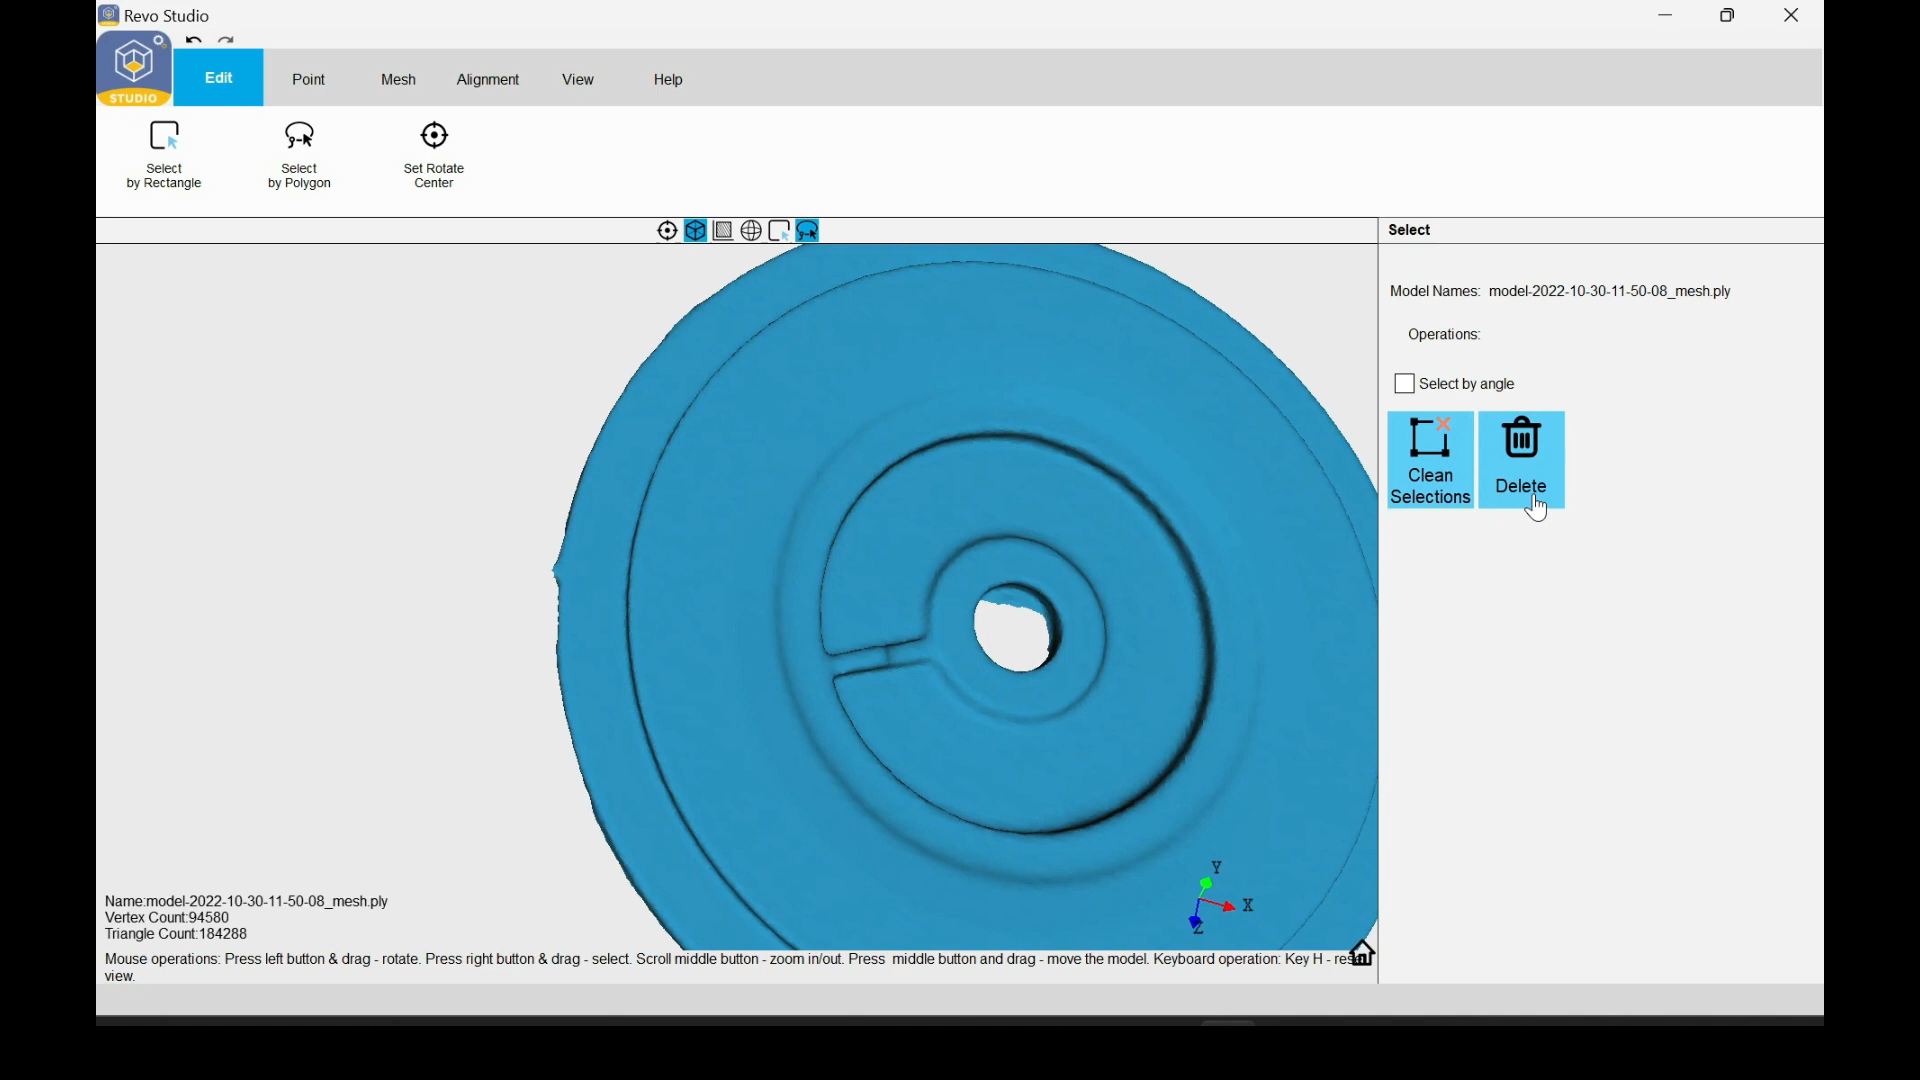 Revo Studio
STUDIO
Edit
Point
Mesh
Alignment
View
Help
Select
by Rectangle
Select
by Polygon
Set Rotate
Center
Select
Model Names: model-2022-10-30-11-50-08_mesh.ply
Operations:
Select by angle
Clean
Selections
Delete
Y
X
Z
Name:model-2022-10-30-11-50-08_mesh.ply
Vertex Count:94580
Triangle Count:184288
Mouse operations: Press left button & drag - rotate. Press right button & drag - select. Scroll middle button - zoom in/out. Press middle button and drag - move the model. Keyboard operation: Key H - reset
view.